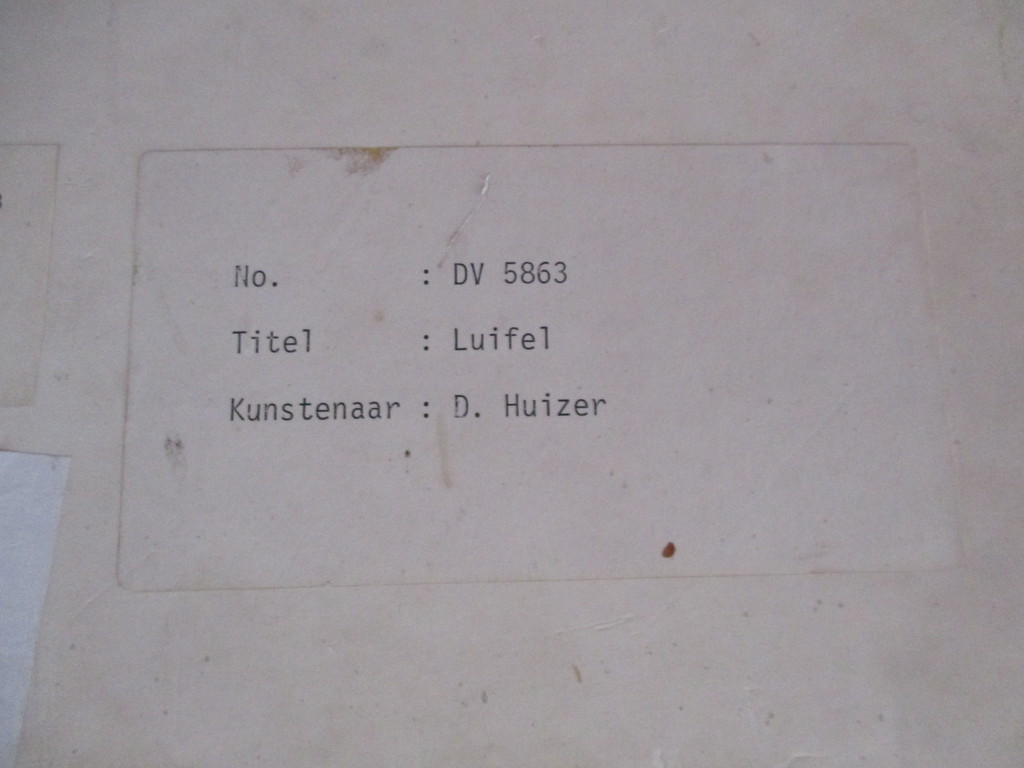 No. : DV 5863
Titel : Luifel
Kunstenaar : D. Huizer